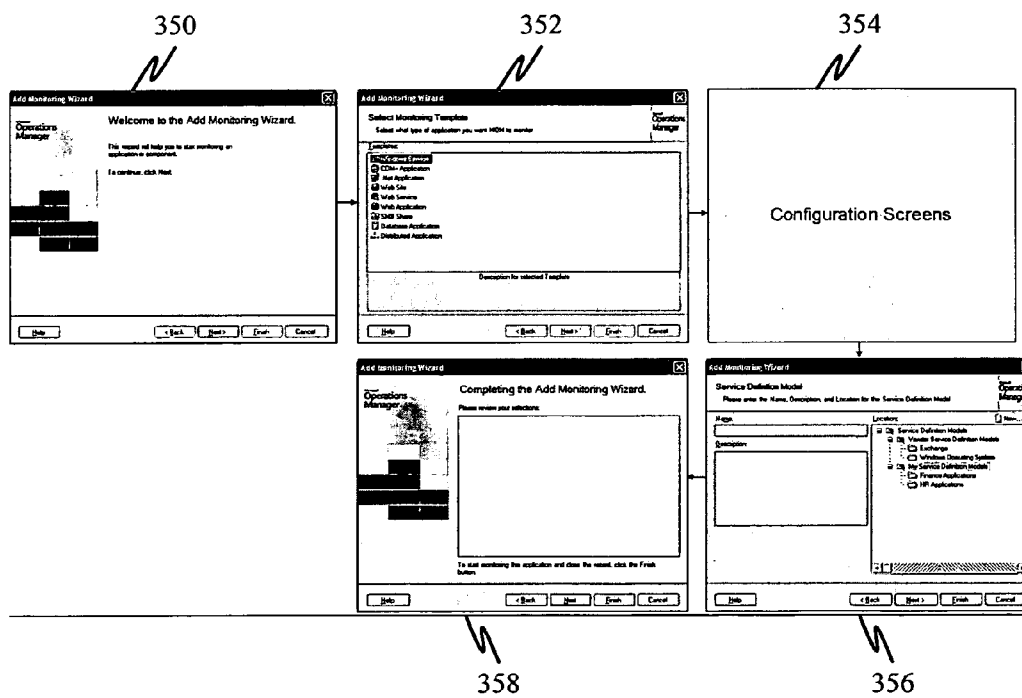 350
352
354
Add Monitoring Wizard
Operations
Manager
Welcome to the Add Monitoring Wizard.
This wizard will help you to start monitoring an
application or component.
To continue, click Next
Help
< Back
Next >
Finish
Cancel
Add Monitoring Wizard
Select Monitoring Template
Select what type of application you want MOM to monitor
Operations
Manager
Templates:
Windows Service
COM+ Application
.Net Application
Web Site
Web Service
Web Application
SMB Share
Database Application
Distributed Application
Description for selected Template
Help
< Back
Next >
Finish
Cancel
Configuration Screens
Add Monitoring Wizard
Operations
Manager
Completing the Add Monitoring Wizard.
Please review your selections:
To start monitoring this application and close the wizard, click the Finish
button.
Help
< Back
Next
Finish
Cancel
Add Monitoring Wizard
Service Definition Model
Please enter the Name, Description, and Location for the Service Definition Model
Name
Description
Location
New...
Service Definition Models
Vendor Service Definition Models
Exchange
Windows Operating System
My Service Definition Models
Finance Applications
HR Applications
Help
< Back
Next >
Finish
Cancel
358
356